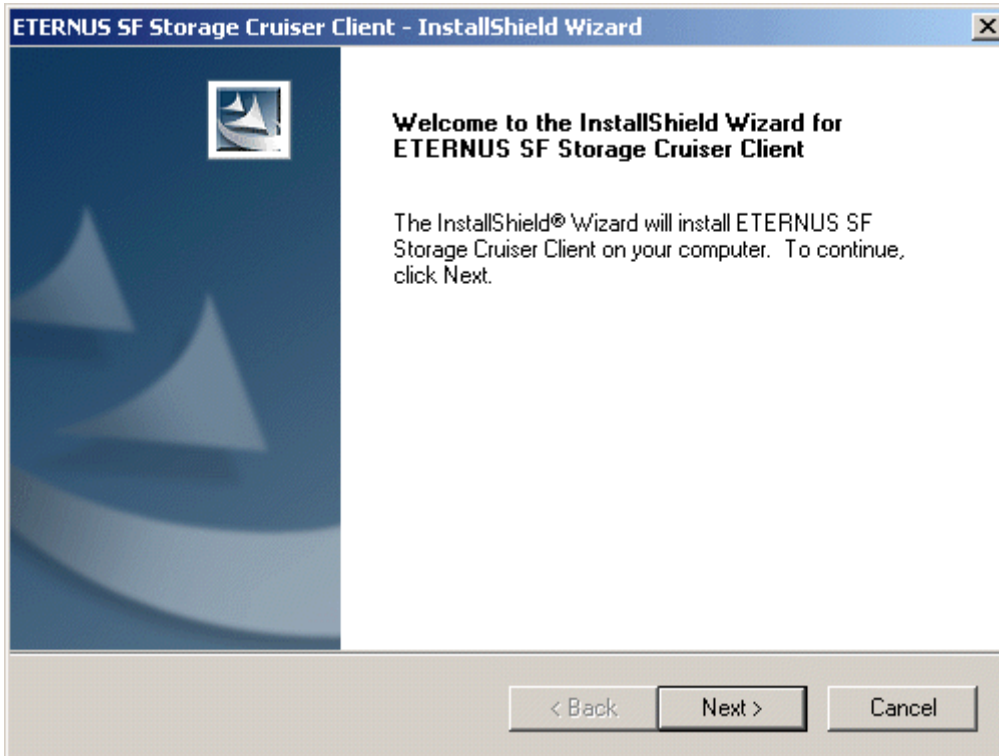 ETERNUS SF Storage Cruiser Client - InstallShield Wizard
Welcome to the InstallShield Wizard for
ETERNUS SF Storage Cruiser Client
The InstallShield® Wizard will install ETERNUS SF
Storage Cruiser Client on your computer.  To continue,
click Next.
< Back
Next >
Cancel